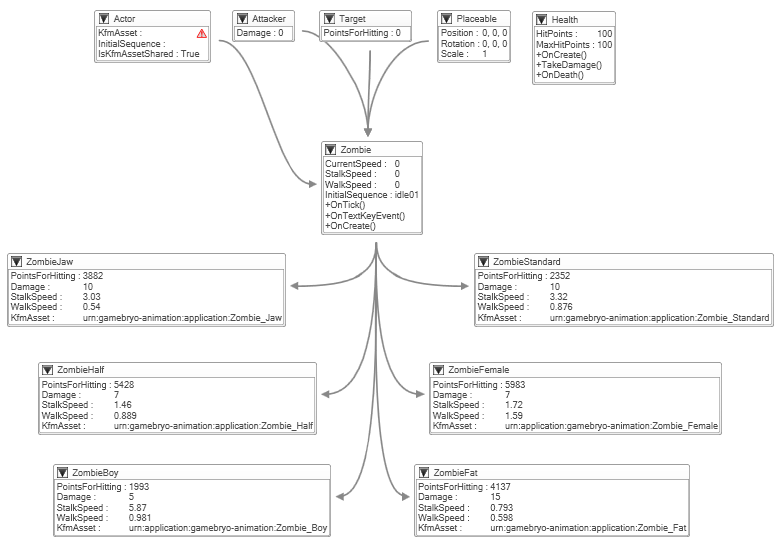 Actor
KfmAsset :
InitialSequence :
IsKfmAssetShared : True
Attacker
Damage : 0
Target
PointsForHitting : 0
Placeable
Position : 0, 0, 0
Rotation : 0, 0, 0
Scale : 1
Health
HitPoints : 100
MaxHitPoints : 100
+OnCreate()
+TakeDamage()
+OnDeath()
Zombie
CurrentSpeed : 0
StalkSpeed : 0
WalkSpeed : 0
InitialSequence : idle01
+OnTick()
+OnTextKeyEvent()
+OnCreate()
ZombieJaw
PointsForHitting : 3882
Damage : 10
StalkSpeed : 3.03
WalkSpeed : 0.54
KfmAsset : urn:gamebryo-animation:application:Zombie_Jaw
ZombieStandard
PointsForHitting : 2352
Damage : 10
StalkSpeed : 3.32
WalkSpeed : 0.876
KfmAsset : urn:gamebryo-animation:application:Zombie_Standard
ZombieHalf
PointsForHitting : 5428
Damage : 7
StalkSpeed : 1.46
WalkSpeed : 0.889
KfmAsset : urn:gamebryo-animation:application:Zombie_Half
ZombieFemale
PointsForHitting : 5983
Damage : 7
StalkSpeed : 1.72
WalkSpeed : 1.59
KfmAsset : urn:application:gamebryo-animation:Zombie_Female
ZombieBoy
PointsForHitting : 1993
Damage : 5
StalkSpeed : 5.87
WalkSpeed : 0.981
KfmAsset : urn:application:gamebryo-animation:Zombie_Boy
ZombieFat
PointsForHitting : 4137
Damage : 15
StalkSpeed : 0.793
WalkSpeed : 0.598
KfmAsset : urn:gamebryo-animation:application:Zombie_Fat